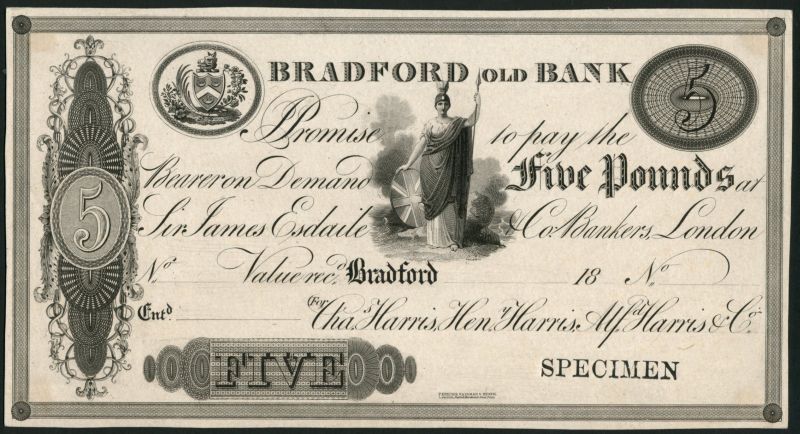 BRADFORD OLD BANK 5
I Promise to pay the
Bearer on Demand Five Pounds at
Sir James Esdaile & Co. Bankers, London
5
No. Value recd. Bradford 18 No.
Entd. For Chas. Harris, Heny. Harris, Alfd. Harris & Co.
FIVE SPECIMEN